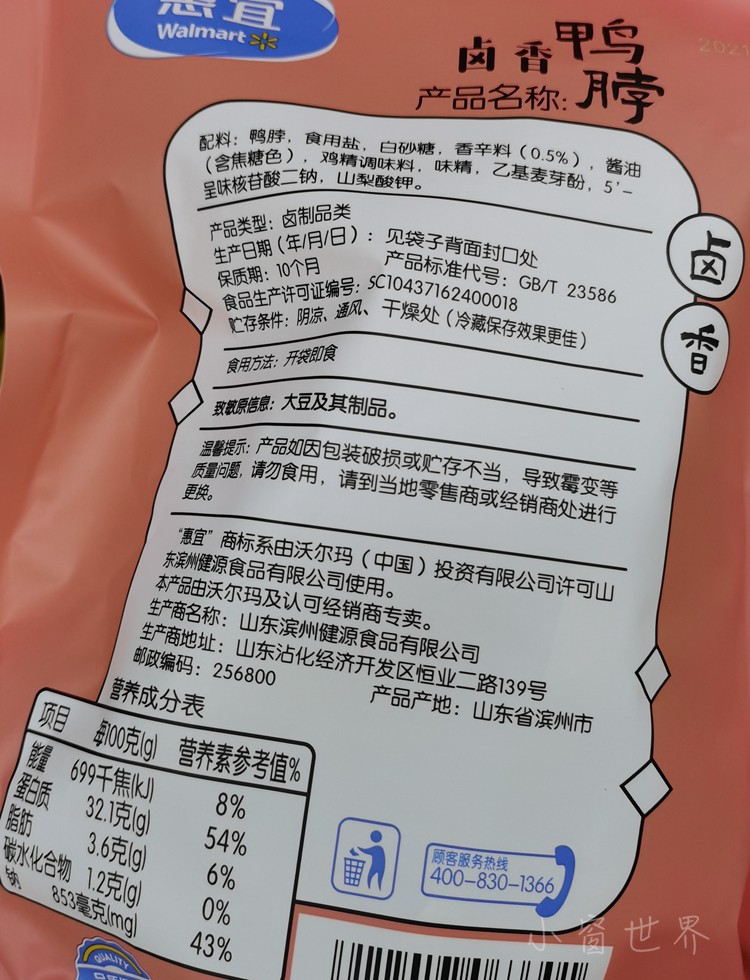 惠宜
Walmart
2021
卤香鸭脖
产品名称:
配料：鸭脖，食用盐，白砂糖，香辛料（0.5%），酱油
（含焦糖色），鸡精调味料，味精，乙基麦芽酚，5'-
呈味核苷酸二钠，山梨酸钾。
产品类型：卤制品类
生产日期（年/月/日）：见袋子背面封口处
保质期：10个月
产品标准代号：GB/T 23586
食品生产许可证编号：SC10437162400018
贮存条件：阴凉、通风、干燥处（冷藏保存效果更佳）
食用方法：开袋即食
致敏原信息：大豆及其制品。
温馨提示：产品如因包装破损或贮存不当，导致霉变等
质量问题，请勿食用，请到当地零售商或经销商处进行
更换。
“惠宜”商标系由沃尔玛（中国）投资有限公司许可山
东滨州健源食品有限公司使用。
本产品由沃尔玛及认可经销商专卖。
生产商名称：山东滨州健源食品有限公司
生产商地址：山东沾化经济开发区恒业二路139号
邮政编码：256800
产品产地：山东省滨州市
卤
香
营养成分表
项目 每100克(g) 营养素参考值%
能量 699千焦(kJ) 8%
蛋白质 32.1克(g) 54%
脂肪 3.6克(g) 6%
碳水化合物 1.2克(g) 0%
钠 853毫克(mg) 43%
顾客服务热线
400-830-1366
QUALITY
小窗世界